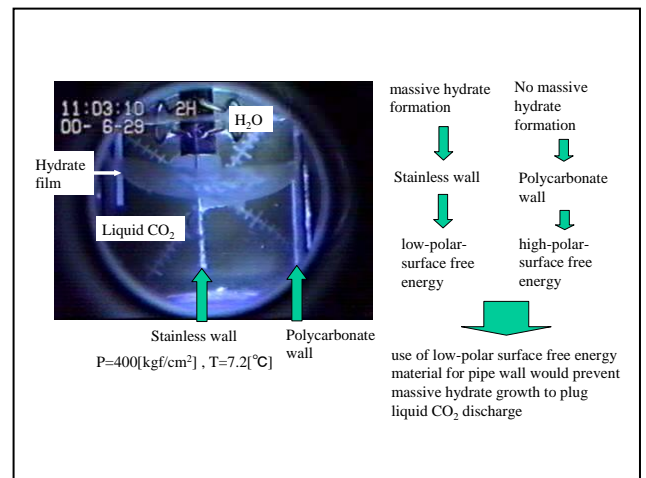 11:03:10 2H
00- 6-29
H₂O
Hydrate
film
Liquid CO₂
Stainless wall
Polycarbonate
wall
P=400[kgf/cm²] , T=7.2[℃]
massive hydrate
formation
Stainless wall
low-polar-
surface free
energy
No massive
hydrate
formation
Polycarbonate
wall
high-polar-
surface free
energy
use of low-polar surface free energy
material for pipe wall would prevent
massive hydrate growth to plug
liquid CO₂ discharge